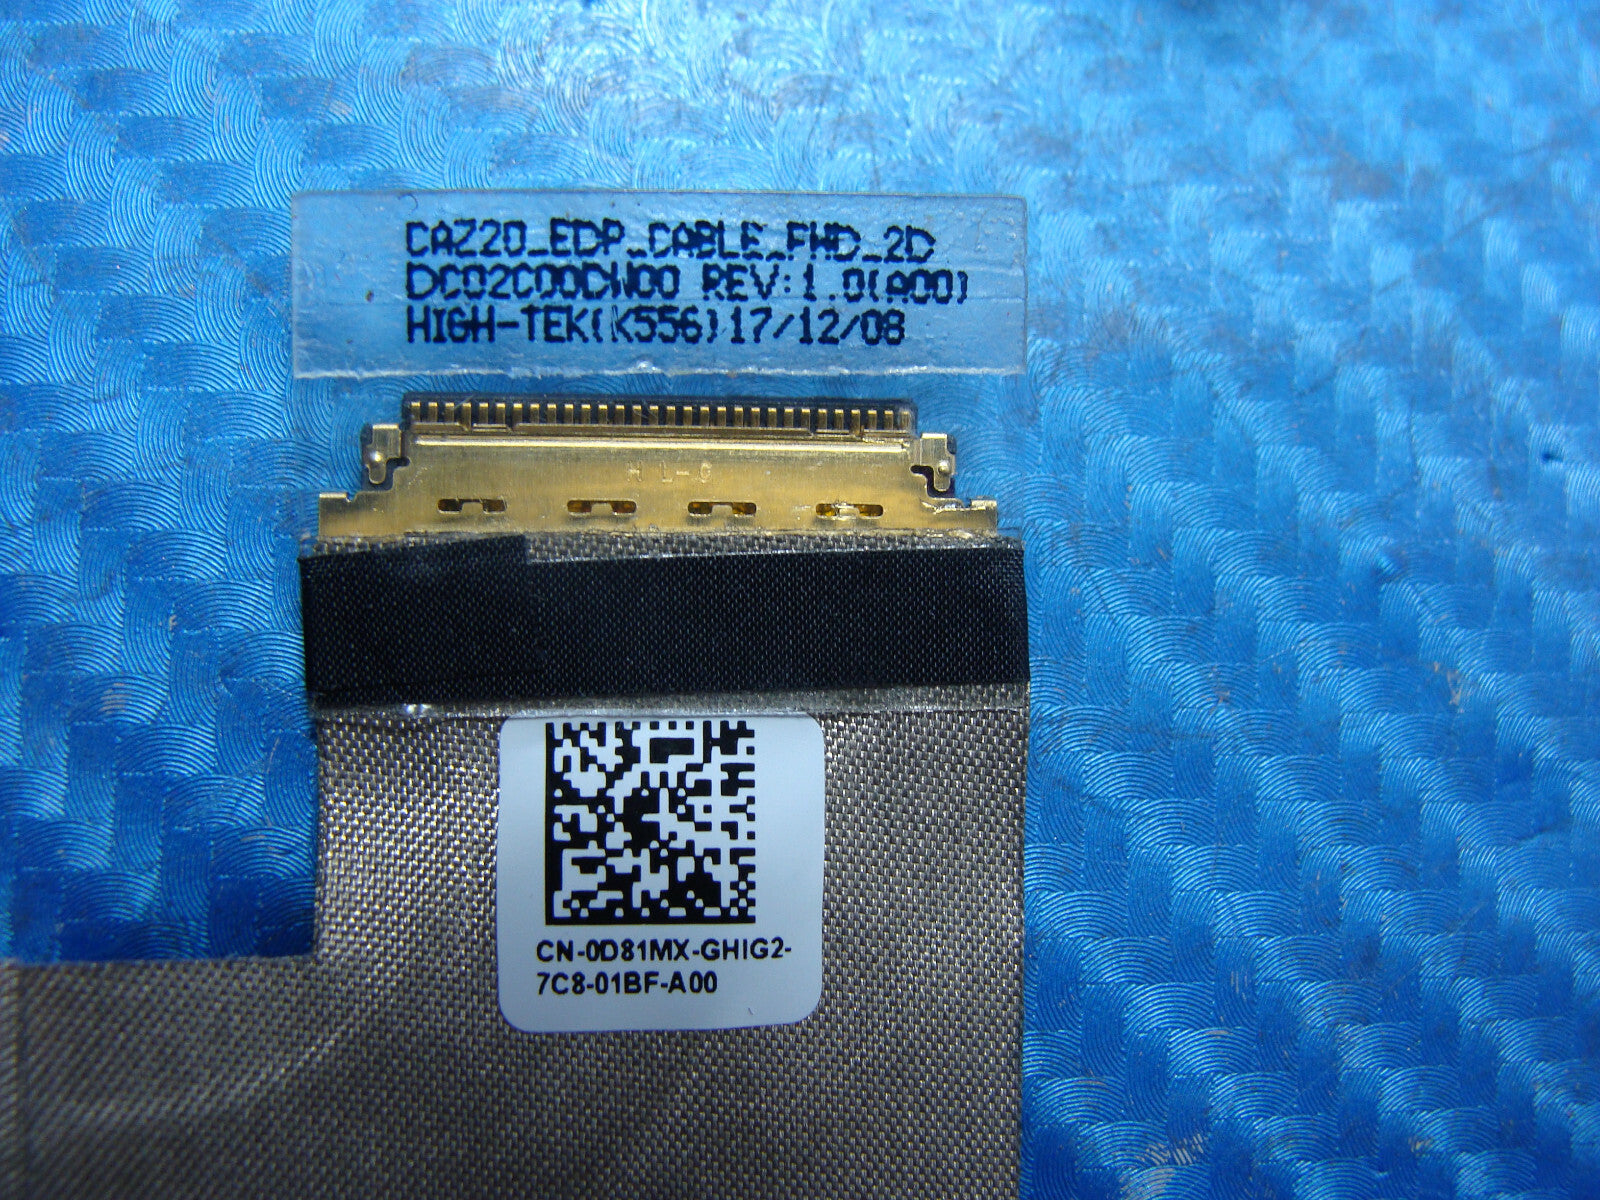 CAZ20_EDP_CABLE_FHD_2D
DC02C00DW00 REV:1.0(A00)
HIGH-TEK(K556)17/12/08
CN-0D81MX-GHIG2-
7C8-01BF-A00